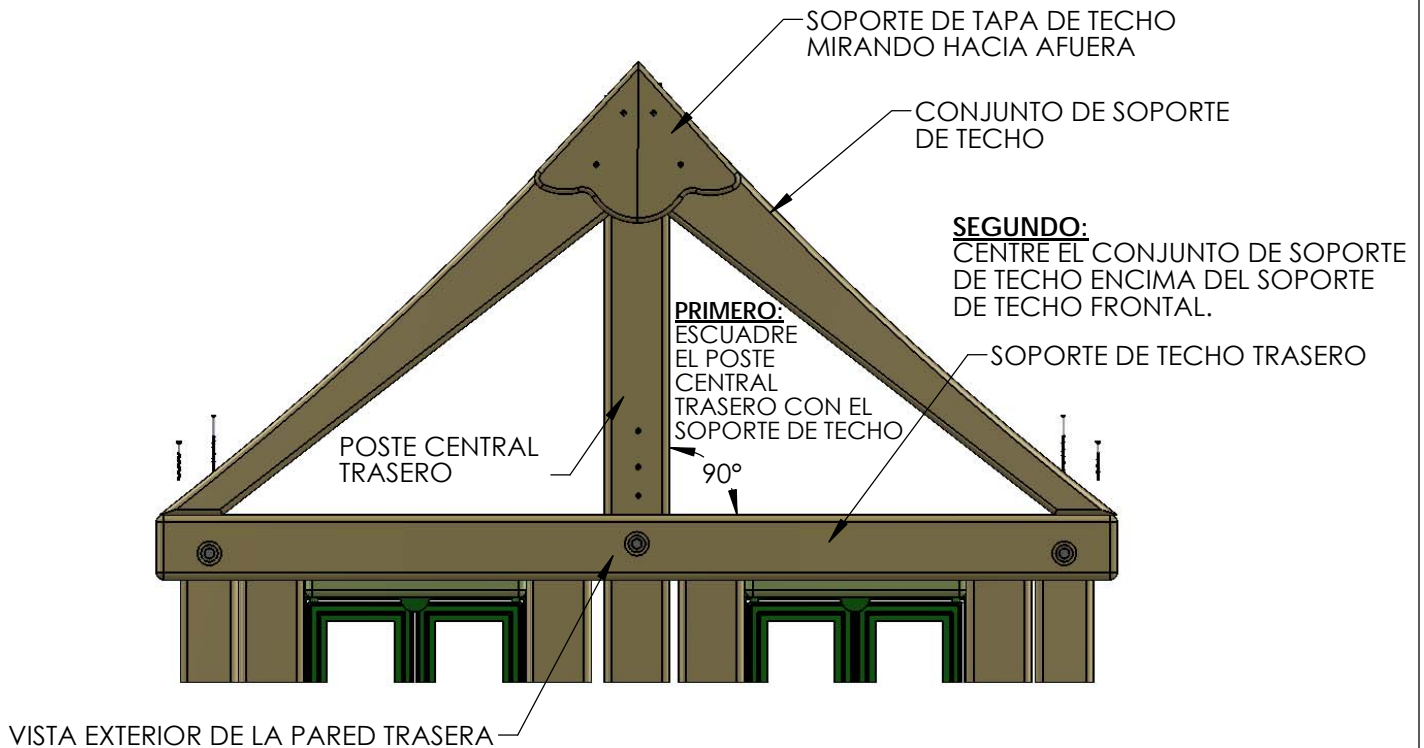 SOPORTE DE TAPA DE TECHO
MIRANDO HACIA AFUERA
CONJUNTO DE SOPORTE
DE TECHO
SEGUNDO:
CENTRE EL CONJUNTO DE SOPORTE
DE TECHO ENCIMA DEL SOPORTE
DE TECHO FRONTAL.
PRIMERO:
ESCUADRE
EL POSTE
CENTRAL
TRASERO CON EL
SOPORTE DE TECHO
SOPORTE DE TECHO TRASERO
POSTE CENTRAL
TRASERO
90°
VISTA EXTERIOR DE LA PARED TRASERA